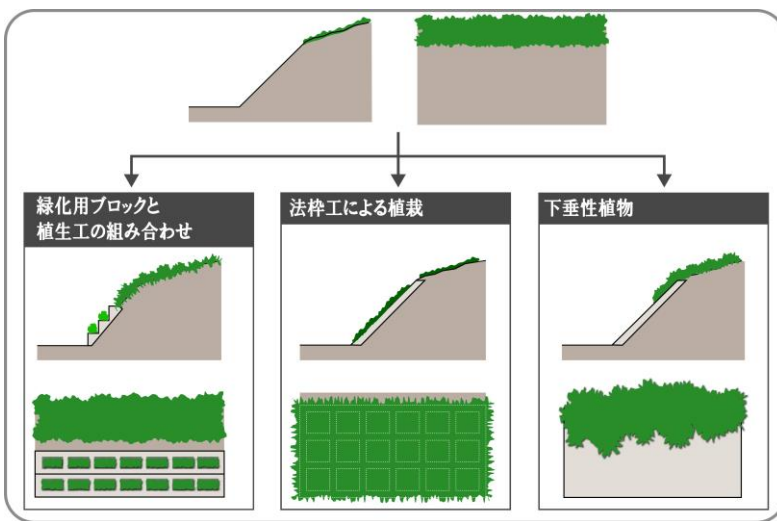 緑化用ブロックと
植生工の組み合わせ
法枠工による植栽
下垂性植物